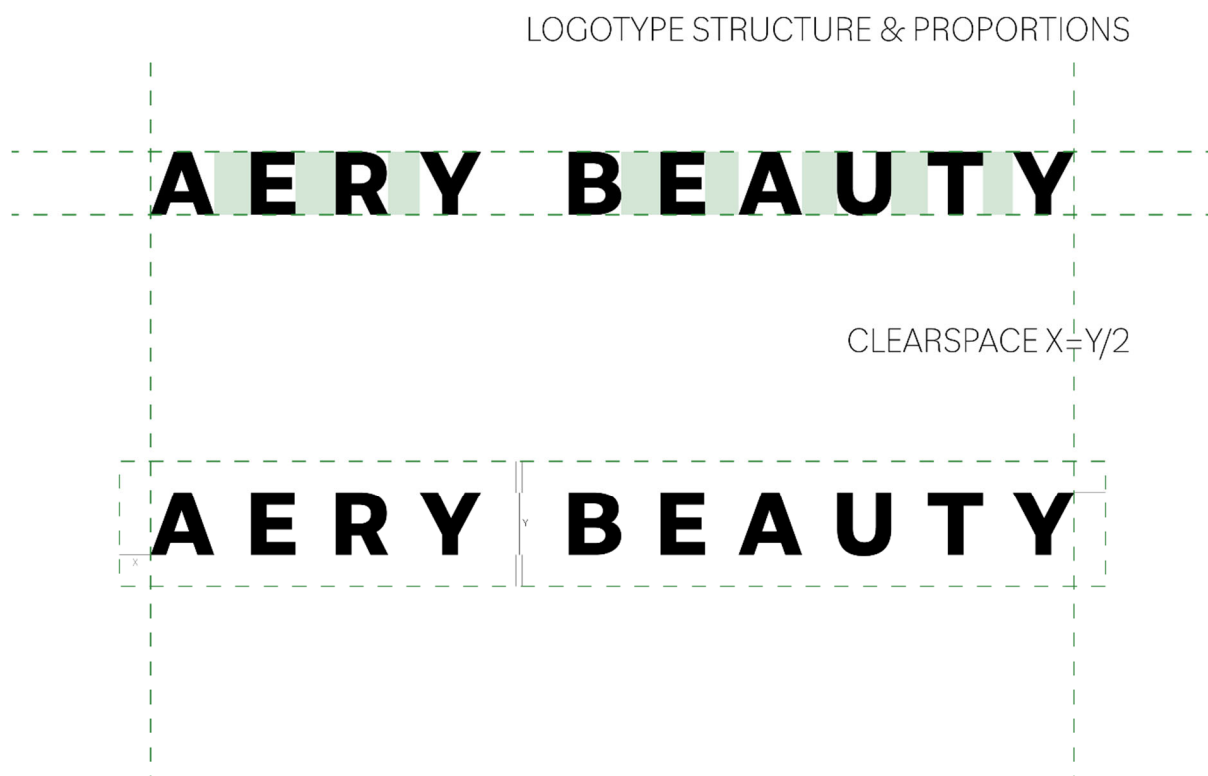 LOGOTYPE STRUCTURE & PROPORTIONS
AERY BEAUTY
CLEARSPACE X=Y/2
AERY BEAUTY
Y
X